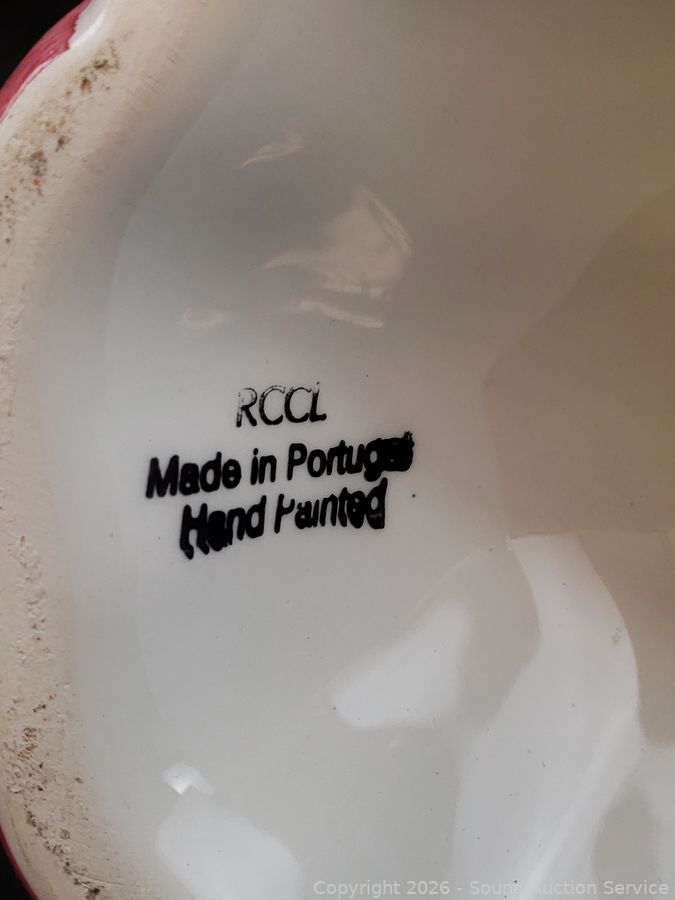 RCCL
Made in Portugal
Hand Painted
Copyright 2026 - Sound Auction Service